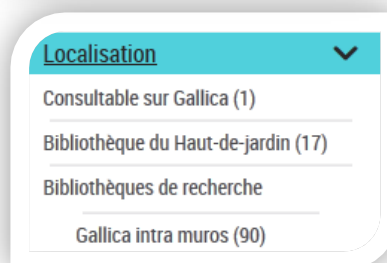 Localisation
Consultable sur Gallica (1)
Bibliothèque du Haut-de-jardin (17)
Bibliothèques de recherche
Gallica intra muros (90)